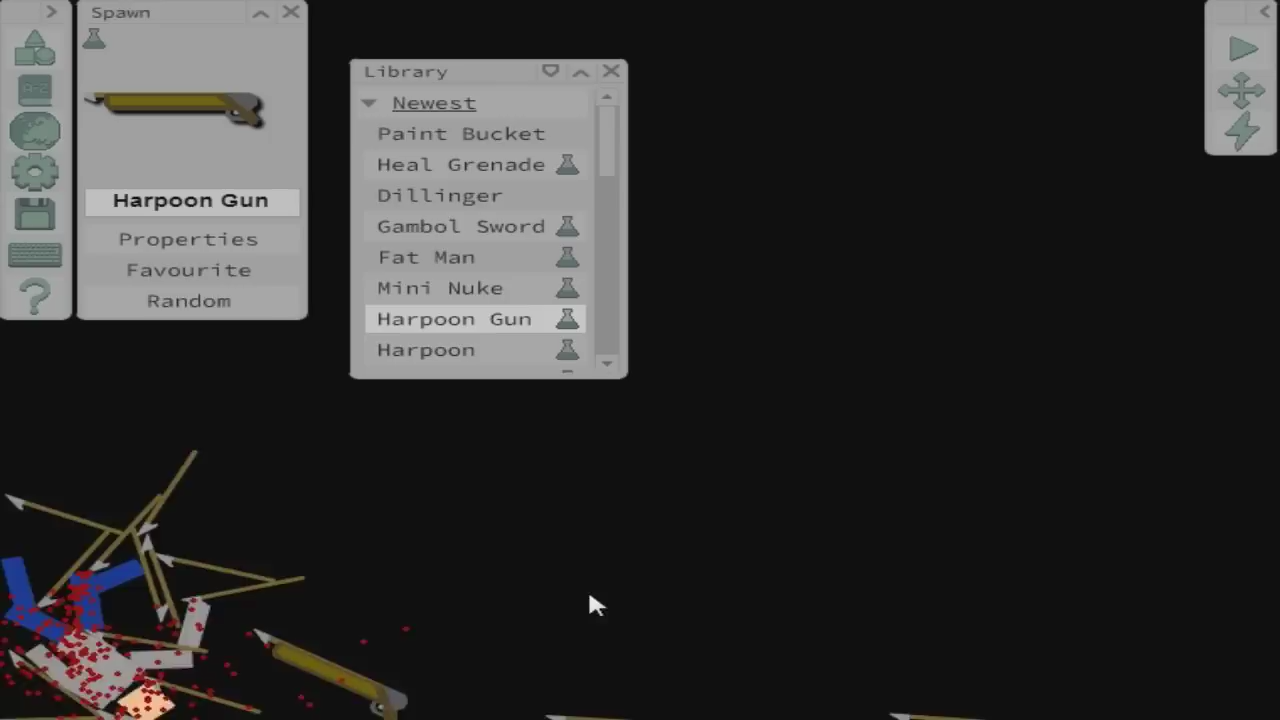 Spawn
Harpoon Gun
Properties
Favourite
Random
Library
Newest
Paint Bucket
Heal Grenade
Dillinger
Gambol Sword
Fat Man
Mini Nuke
Harpoon Gun
Harpoon
?